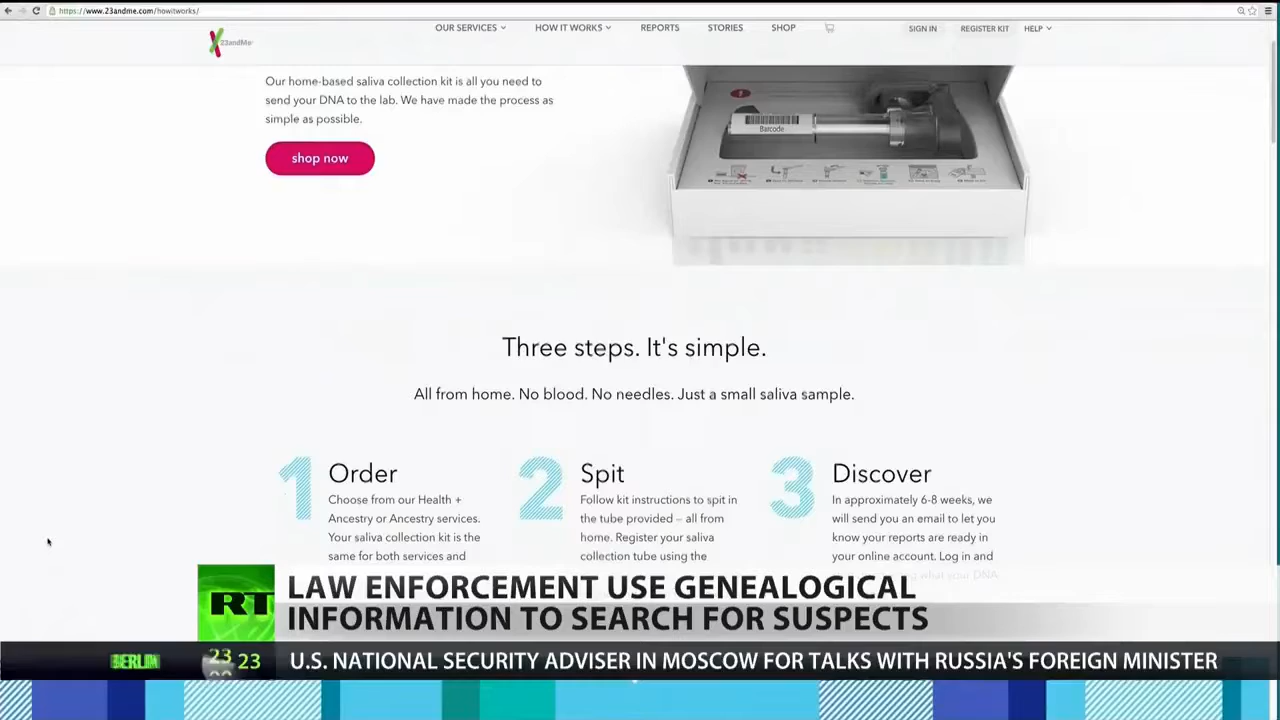 https://www.23andme.com/howitworks/
23andMe
OUR SERVICES
HOW IT WORKS
REPORTS
STORIES
SHOP
SIGN IN
REGISTER KIT
HELP
Our home-based saliva collection kit is all you need to
send your DNA to the lab. We have made the process as
simple as possible.
shop now
Barcode
Three steps. It's simple.
All from home. No blood. No needles. Just a small saliva sample.
1 Order
Choose from our Health +
Ancestry or Ancestry services.
Your saliva collection kit is the
same for both services and
2 Spit
Follow kit instructions to spit in
the tube provided – all from
home. Register your saliva
collection tube using the
3 Discover
In approximately 6-8 weeks, we
will send you an email to let you
know your reports are ready in
your online account. Log in and
what your DNA
RT
LAW ENFORCEMENT USE GENEALOGICAL
INFORMATION TO SEARCH FOR SUSPECTS
BERLIN
23 23
U.S. NATIONAL SECURITY ADVISER IN MOSCOW FOR TALKS WITH RUSSIA'S FOREIGN MINISTER